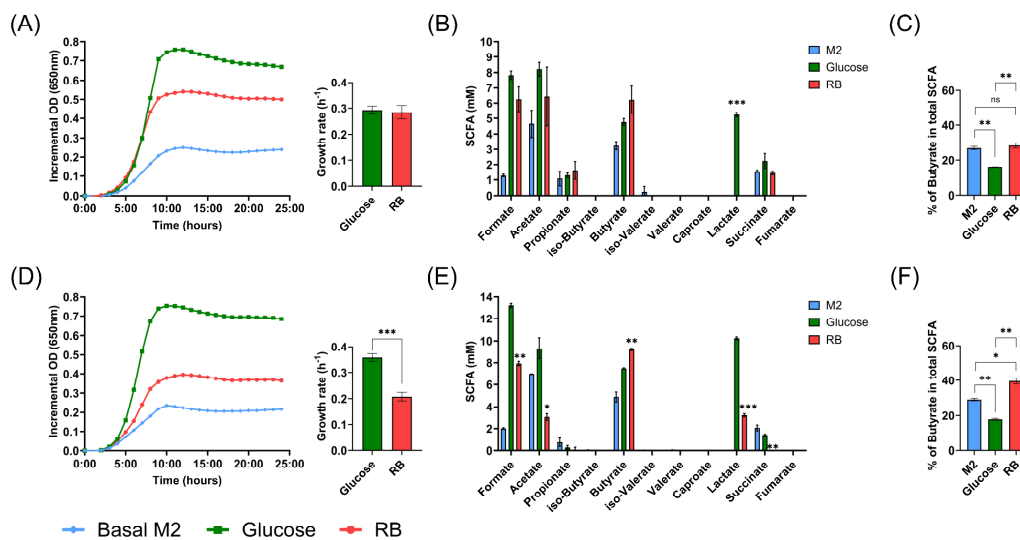 (A)
Incremental OD (650nm)
0.8
0.7
0.6
0.5
0.4
0.3
0.2
0.1
0.0
0:00
5:00
10:00
15:00
20:00
25:00
Time (hours)
Growth rate (h-1)
0.4
0.3
0.2
0.1
0.0
Glucose
RB
(B)
SCFA (mM)
10
9
8
7
6
5
4
3
2
1
0
***
M2
Glucose
RB
Formate
Acetate
Propionate
iso-Butyrate
Butyrate
iso-Valerate
Valerate
Caproate
Lactate
Succinate
Fumarate
(C)
% of Butyrate in total SCFA
60
40
20
0
**
ns
**
M2
Glucose
RB
(D)
Incremental OD (650nm)
0.8
0.7
0.6
0.5
0.4
0.3
0.2
0.1
0.0
0:00
5:00
10:00
15:00
20:00
25:00
Time (hours)
Growth rate (h-1)
0.4
0.3
0.2
0.1
0.0
***
Glucose
RB
(E)
SCFA (mM)
14
12
10
8
6
4
2
0
**
*
**
***
**
M2
Glucose
RB
Formate
Acetate
Propionate
iso-Butyrate
Butyrate
iso-Valerate
Valerate
Caproate
Lactate
Succinate
Fumarate
(F)
% of Butyrate in total SCFA
60
40
20
0
**
*
**
M2
Glucose
RB
Basal M2 Glucose RB